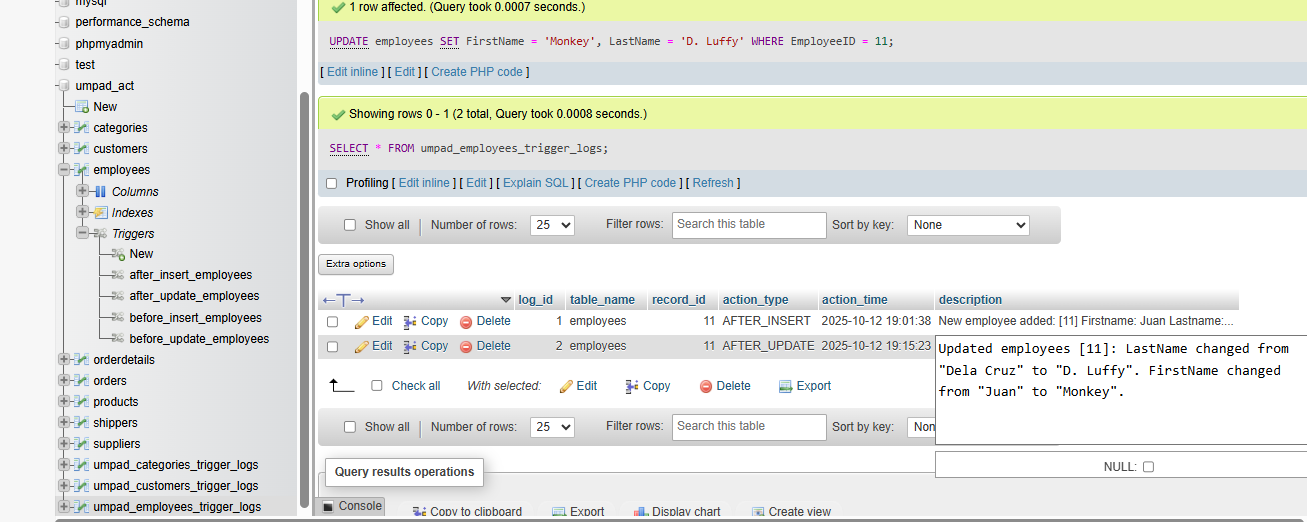 mysql
performance_schema
phpmyadmin
test
umpad_act
New
categories
customers
employees
Columns
Indexes
Triggers
New
after_insert_employees
after_update_employees
before_insert_employees
before_update_employees
orderdetails
orders
products
shippers
suppliers
umpad_categories_trigger_logs
umpad_customers_trigger_logs
umpad_employees_trigger_logs
1 row affected. (Query took 0.0007 seconds.)
UPDATE employees SET FirstName = 'Monkey', LastName = 'D. Luffy' WHERE EmployeeID = 11;
[ Edit inline ] [ Edit ] [ Create PHP code ]
Showing rows 0 - 1 (2 total, Query took 0.0008 seconds.)
SELECT * FROM umpad_employees_trigger_logs;
Profiling [ Edit inline ] [ Edit ] [ Explain SQL ] [ Create PHP code ] [ Refresh ]
Show all | Number of rows: 25 Filter rows: Search this table Sort by key: None
Extra options
←T→ log_id table_name record_id action_type action_time description
Edit Copy Delete 1 employees 11 AFTER_INSERT 2025-10-12 19:01:38 New employee added: [11] Firstname: Juan Lastname:...
Edit Copy Delete 2 employees 11 AFTER_UPDATE 2025-10-12 19:15:23
Updated employees [11]: LastName changed from
"Dela Cruz" to "D. Luffy". FirstName changed
from "Juan" to "Monkey".
Check all With selected: Edit Copy Delete Export
Show all | Number of rows: 25 Filter rows: Search this table Sort by key: Non
NULL:
Query results operations
Console
Copy to clipboard Export Display chart Create view